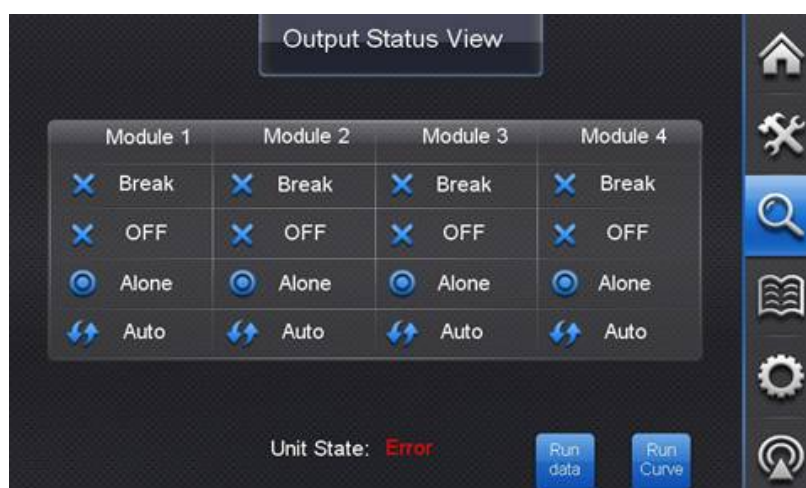 Output Status View
Module 1 Module 2 Module 3 Module 4
Break Break Break Break
OFF OFF OFF OFF
Alone Alone Alone Alone
Auto Auto Auto Auto
Unit State: Error
Run data
Run Curve